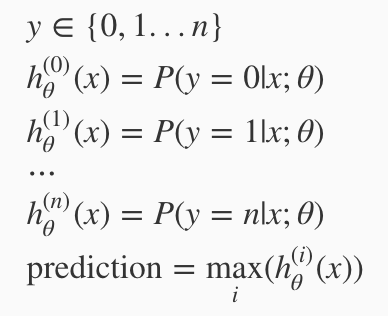 y ∈ {0, 1...n}
h_θ^(0)(x) = P(y = 0|x; θ)
h_θ^(1)(x) = P(y = 1|x; θ)
...
h_θ^(n)(x) = P(y = n|x; θ)
prediction = max_i(h_θ^(i)(x))